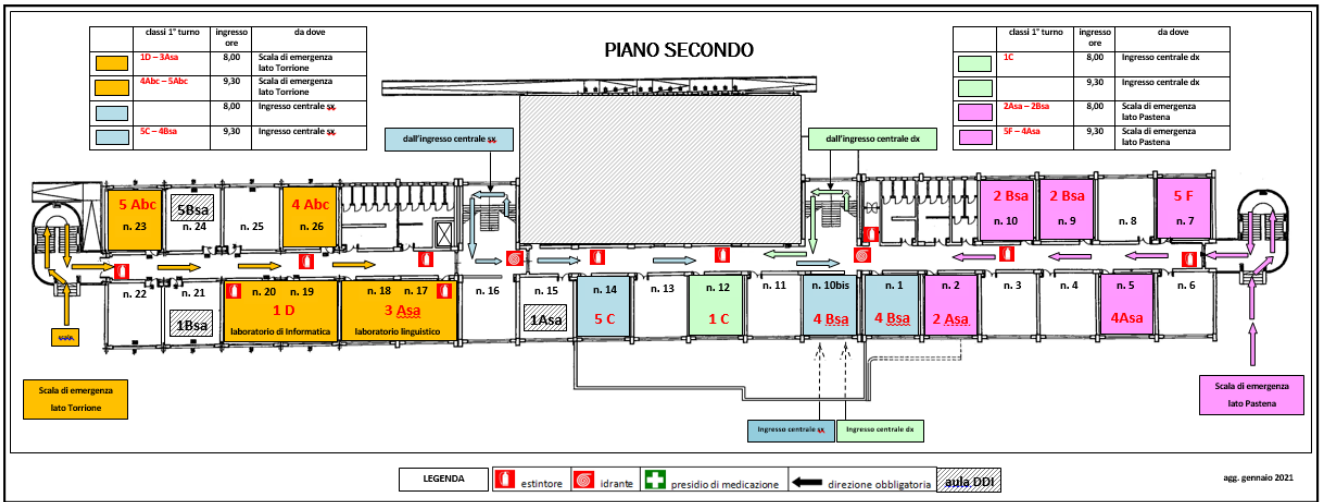 PIANO SECONDO
classi 1° turno ingresso ore da dove
1D – 3Asa 8,00 Scala di emergenza lato Torrione
4Abc – 5Abc 9,30 Scala di emergenza lato Torrione
8,00 Ingresso centrale sx
5C – 4Bsa 9,30 Ingresso centrale sx
classi 1° turno ingresso ore da dove
1C 8,00 Ingresso centrale dx
9,30 Ingresso centrale dx
2Asa – 2Bsa 8,00 Scala di emergenza lato Pastena
5F – 4Asa 9,30 Scala di emergenza lato Pastena
dall'ingresso centrale sx
dall'ingresso centrale dx
5 Abc
n. 23
5Bsa
n. 24
n. 25
4 Abc
n. 26
2 Bsa
n. 10
2 Bsa
n. 9
n. 8
5 F
n. 7
n. 22
n. 21
1Bsa
n. 20 n. 19
1 D
laboratorio di Informatica
n. 18 n. 17
3 Asa
laboratorio linguistico
n. 16
n. 15
1Asa
n. 14
5 C
n. 13
n. 12
1 C
n. 11
n. 10bis
4 Bsa
n. 1
4 Bsa
n. 2
2 Asa
n. 3
n. 4
n. 5
4Asa
n. 6
Scala di emergenza
lato Torrione
Scala di emergenza
lato Pastena
Ingresso centrale sx
Ingresso centrale dx
LEGENDA
estintore
idrante
presidio di medicazione
direzione obbligatoria
aula DDI
agg. gennaio 2021